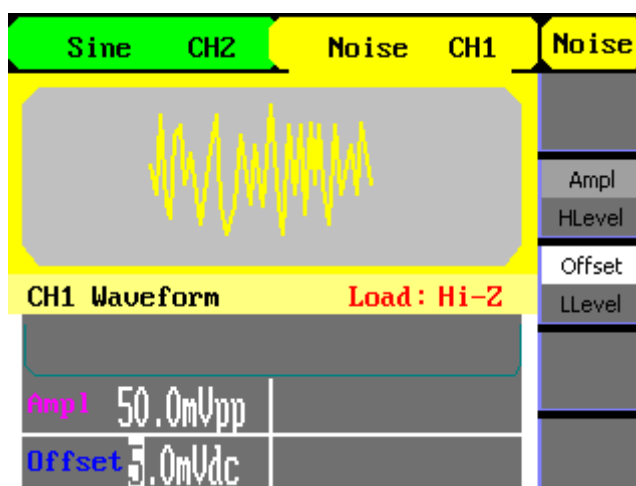 Sine CH2 Noise CH1 Noise
Ampl
HLevel
Offset
LLevel
CH1 Waveform Load: Hi-Z
Ampl 50.0mVpp
Offset 5.0mVdc